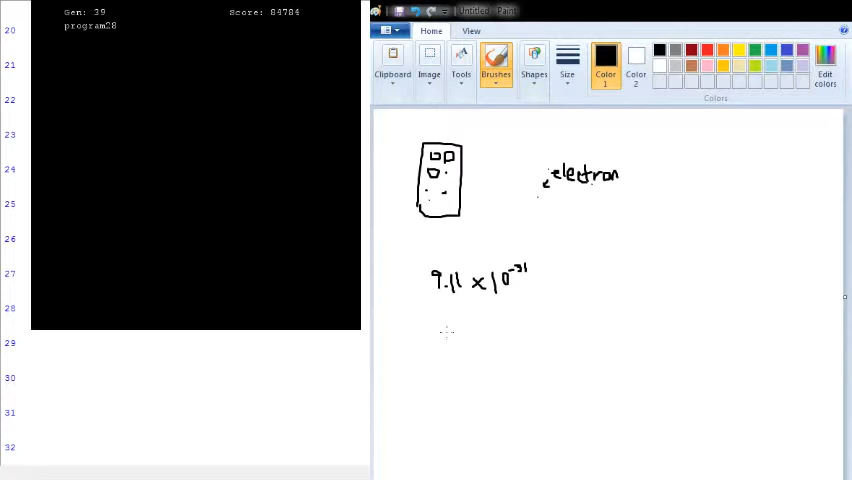 20
21
22
23
24
25
26
27
28
29
30
31
32
Gen: 39 Score: 84784
program28
Untitled - Paint
Home View
Clipboard Image Tools Brushes Shapes Size Color 1 Color 2 Edit colors
Colors
electron
9.11 x 10^-31